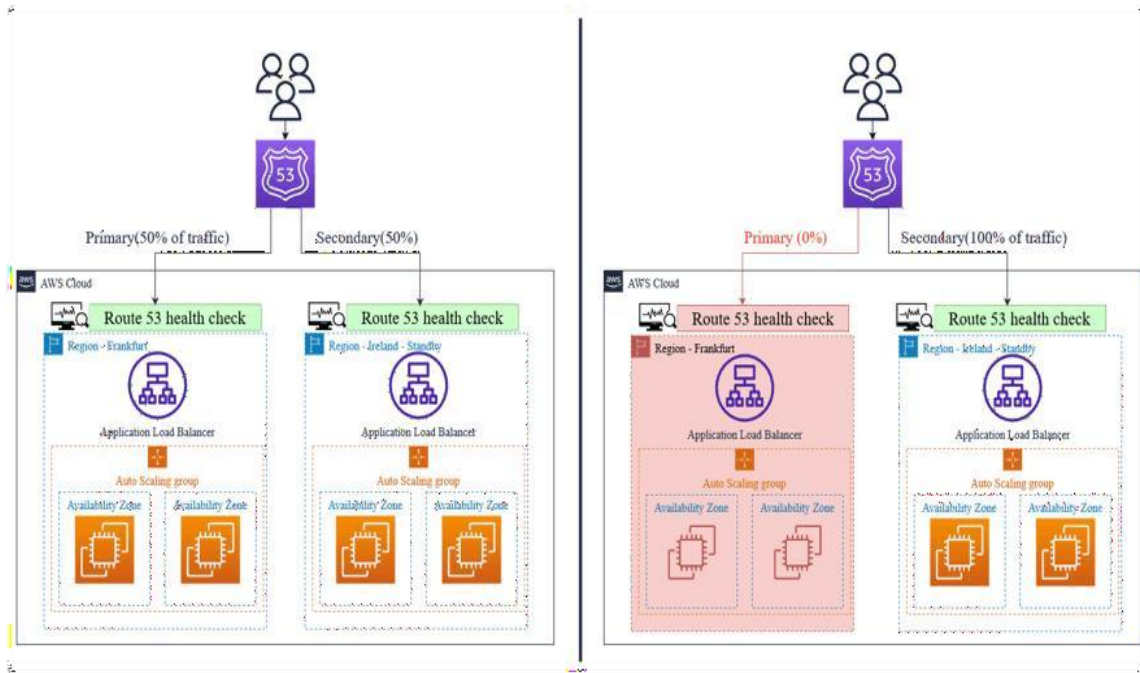 53
Primary(50% of traffic)
Secondary(50%)
aws
AWS Cloud
Route 53 health check
Route 53 health check
Region - Frankfurt
Region - Ireland - Standby
Application Load Balancer
Application Load Balancer
Auto Scaling group
Auto Scaling group
Availability Zone
Availability Zone
Availability Zone
Availability Zone
53
Primary (0%)
Secondary(100% of traffic)
aws
AWS Cloud
Route 53 health check
Route 53 health check
Region - Frankfurt
Region - Ireland - Standby
Application Load Balancer
Application Load Balancer
Auto Scaling group
Auto Scaling group
Availability Zone
Availability Zone
Availability Zone
Availability Zone